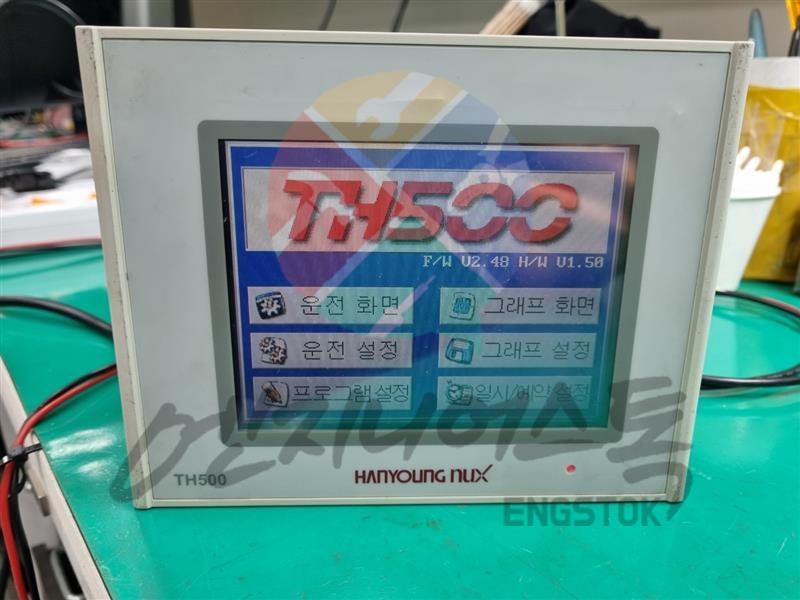 TH500
F/W V2.48 H/W V1.50
운전 화면
그래프 화면
운전 설정
그래프 설정
프로그램 설정
일시/예약 설정
TH500
HANYOUNG nux
엔지니어스톡
ENGSTOK